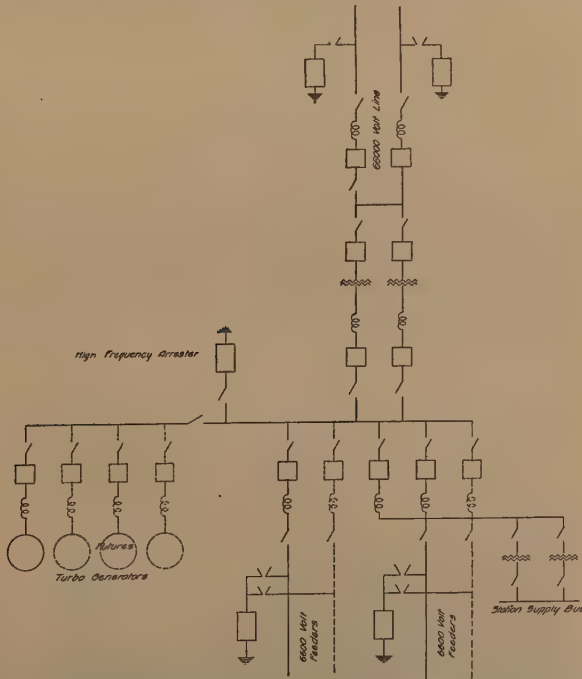 66000 Volt Line
High Frequency Arrester
Futures
Turbo Generators
6600 Volt
Feeders
6600 Volt
Feeders
Station Supply Bus